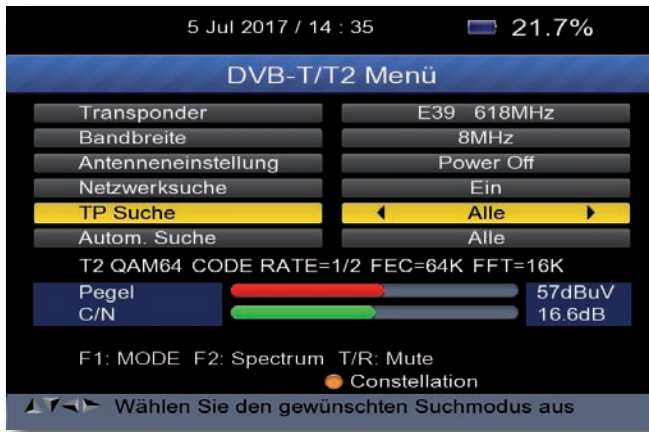 5 Jul 2017 / 14 : 35 21.7%
DVB-T/T2 Menü
Transponder E39 618MHz
Bandbreite 8MHz
Antenneneinstellung Power Off
Netzwerksuche Ein
TP Suche Alle
Autom. Suche Alle
T2 QAM64 CODE RATE=1/2 FEC=64K FFT=16K
Pegel 57dBuV
C/N 16.6dB
F1: MODE F2: Spectrum T/R: Mute
Constellation
Wählen Sie den gewünschten Suchmodus aus